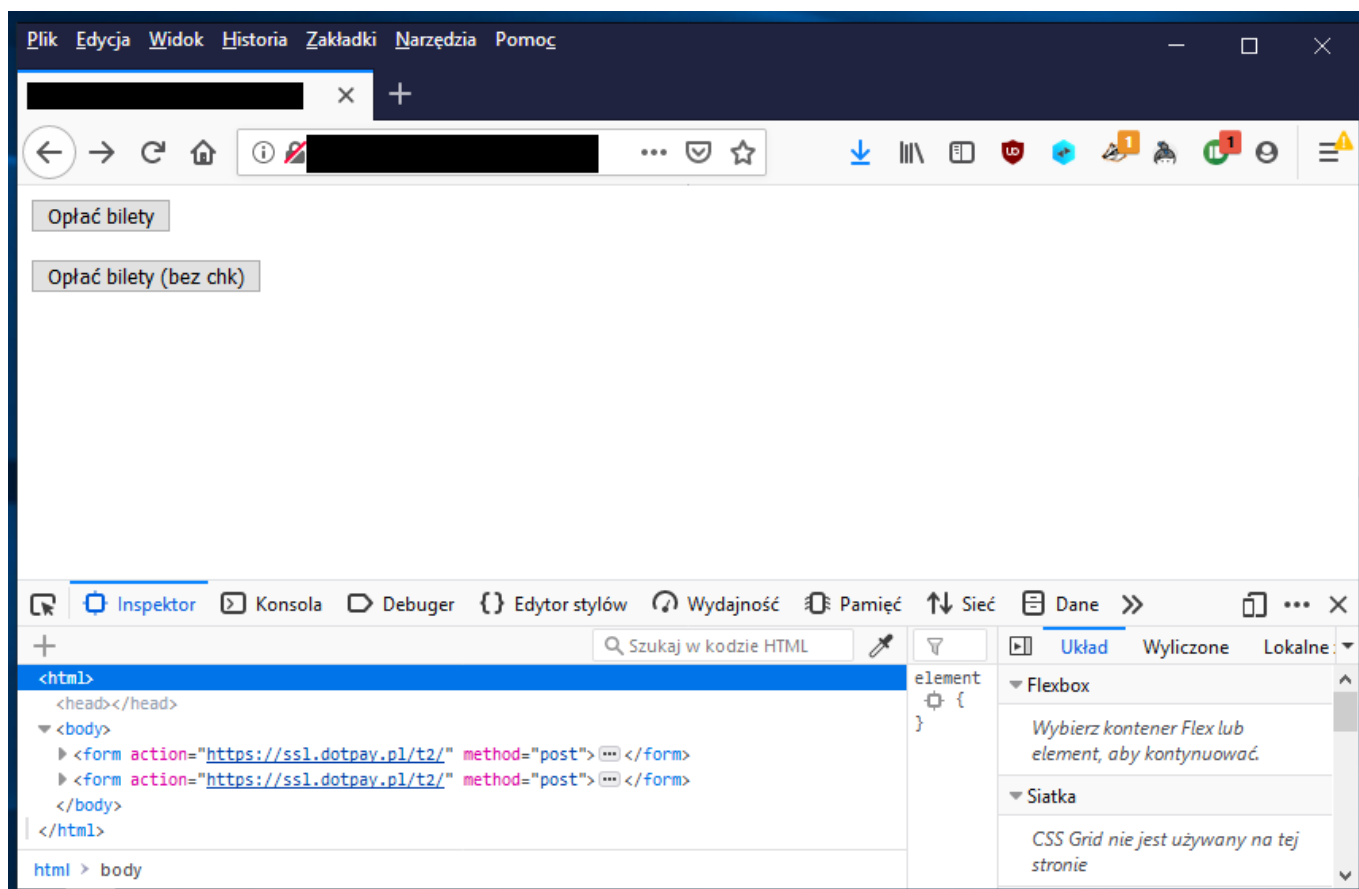 Plik Edycja Widok Historia Zakładki Narzędzia Pomoc
1 1
Opłać bilety
Opłać bilety (bez chk)
Inspektor Konsola Debuger Edytor stylów Wydajność Pamięć Sieć Dane
Szukaj w kodzie HTML
Układ Wyliczone Lokalne :
<html>
<head></head>
<body>
<form action="https://ssl.dotpay.pl/t2/" method="post"></form>
<form action="https://ssl.dotpay.pl/t2/" method="post"></form>
</body>
</html>
html > body
element
{
}
Flexbox
Wybierz kontener Flex lub
element, aby kontynuować.
Siatka
CSS Grid nie jest używany na tej
stronie